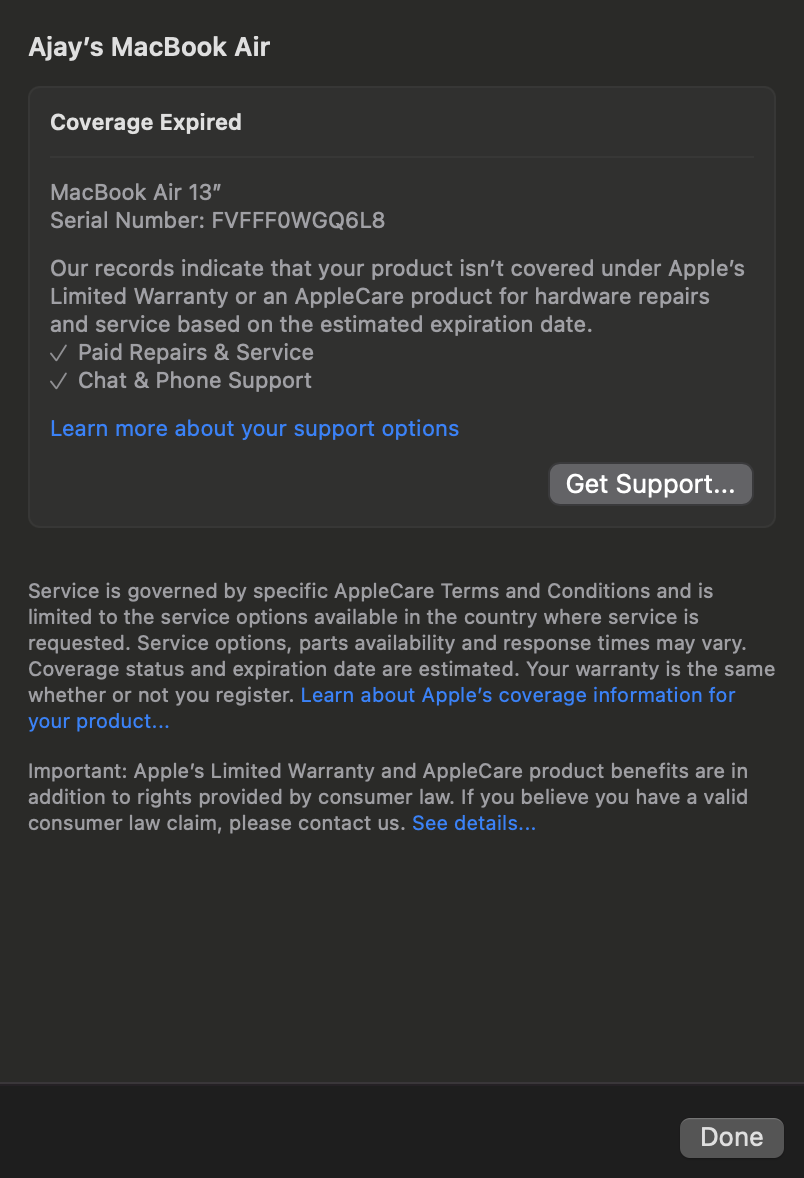 Ajay’s MacBook Air
Coverage Expired
MacBook Air 13”
Serial Number: FVFFF0WGQ6L8
Our records indicate that your product isn’t covered under Apple’s
Limited Warranty or an AppleCare product for hardware repairs
and service based on the estimated expiration date.
✓ Paid Repairs & Service
✓ Chat & Phone Support
Learn more about your support options
Get Support...
Service is governed by specific AppleCare Terms and Conditions and is
limited to the service options available in the country where service is
requested. Service options, parts availability and response times may vary.
Coverage status and expiration date are estimated. Your warranty is the same
whether or not you register. Learn about Apple’s coverage information for
your product...
Important: Apple’s Limited Warranty and AppleCare product benefits are in
addition to rights provided by consumer law. If you believe you have a valid
consumer law claim, please contact us. See details...
Done